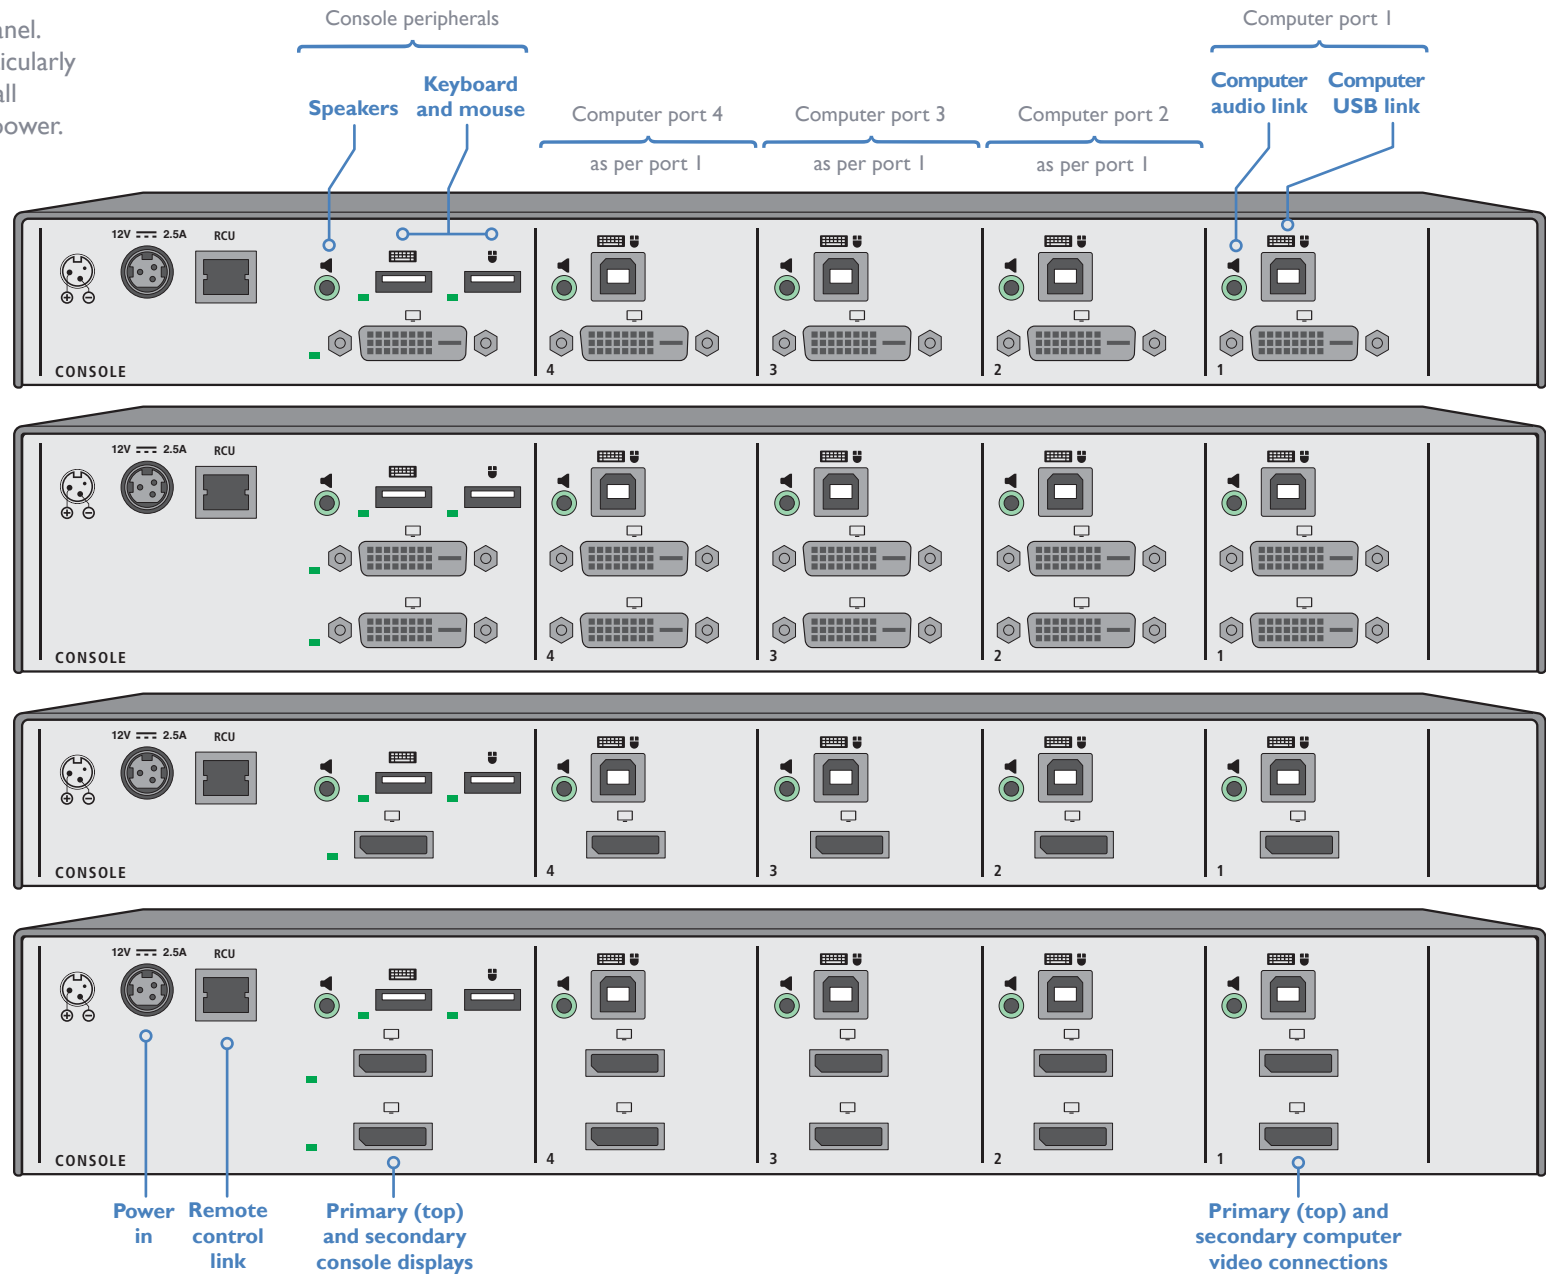 anel.
ticularly
all
power.
Console peripherals
Speakers
Keyboard
and mouse
Computer port 4
as per port 1
Computer port 3
as per port 1
Computer port 2
as per port 1
Computer port 1
Computer
audio link
Computer
USB link
12V 2.5A
RCU
CONSOLE
4
3
2
1
12V 2.5A
RCU
CONSOLE
4
3
2
1
12V 2.5A
RCU
CONSOLE
4
3
2
1
12V 2.5A
RCU
CONSOLE
4
3
2
1
Power
in
Remote
control
link
Primary (top)
and secondary
console displays
Primary (top) and
secondary computer
video connections